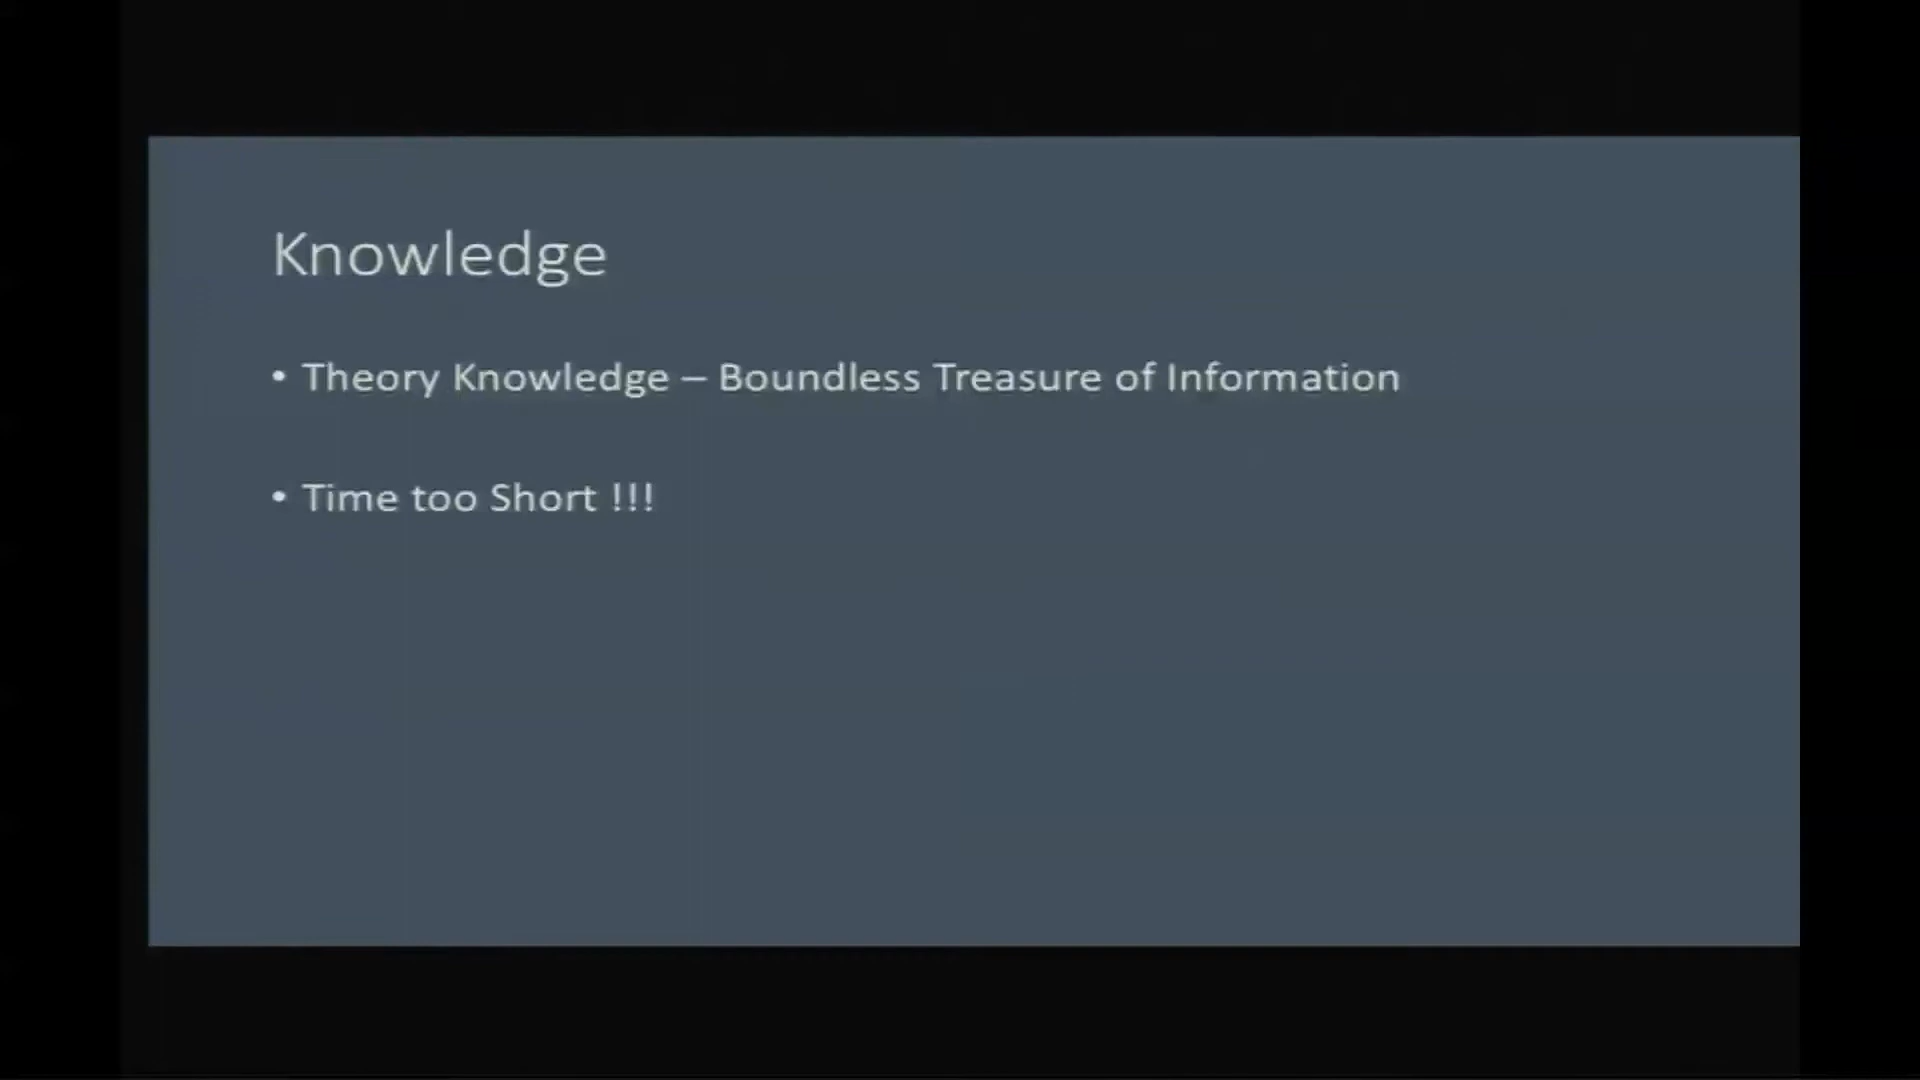 Knowledge
• Theory Knowledge – Boundless Treasure of Information
• Time too Short !!!